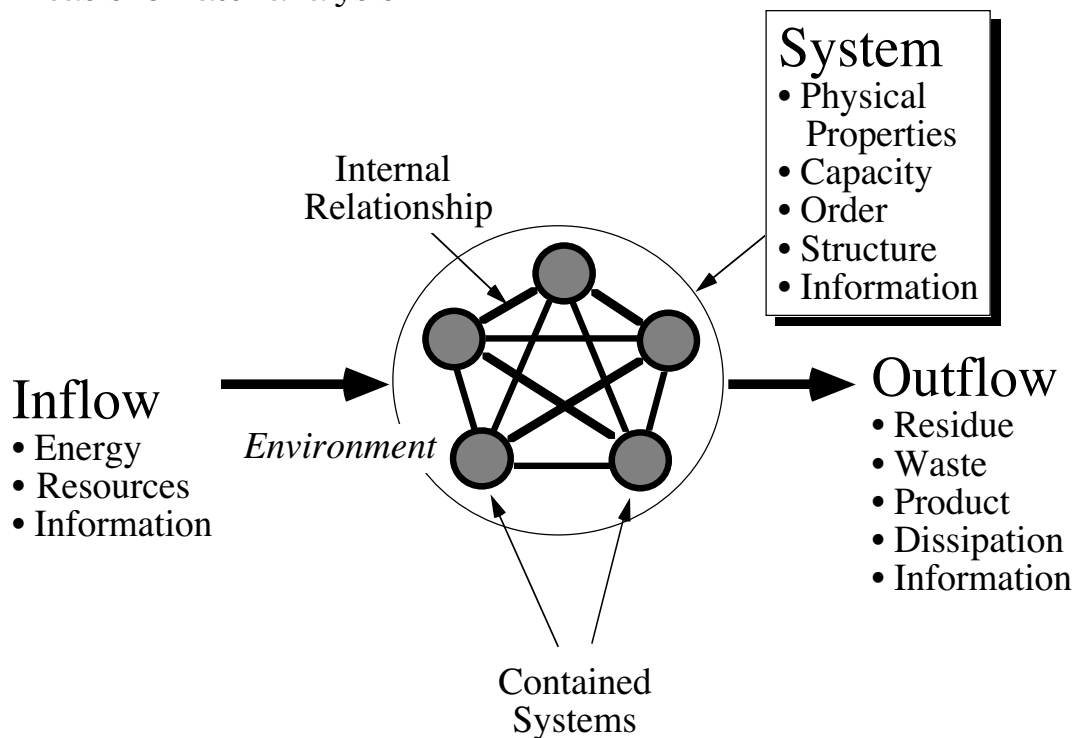 System
• Physical
Properties
• Capacity
• Order
• Structure
• Information
Internal
Relationship
Inflow
• Energy
• Resources
• Information
Environment
Outflow
• Residue
• Waste
• Product
• Dissipation
• Information
Contained
Systems